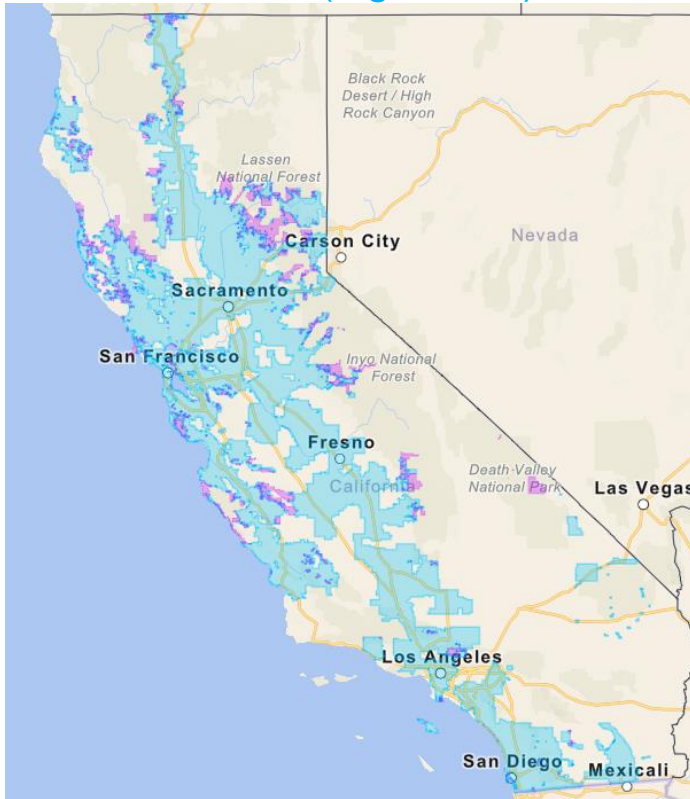 Black Rock
Desert / High
Rock Canyon
Lassen
National Forest
Carson City
Nevada
Sacramento
San Francisco
Inyo National
Forest
Fresno
California
Death Valley
National Park
Las Vegas
Los Angeles
San Diego
Mexicali